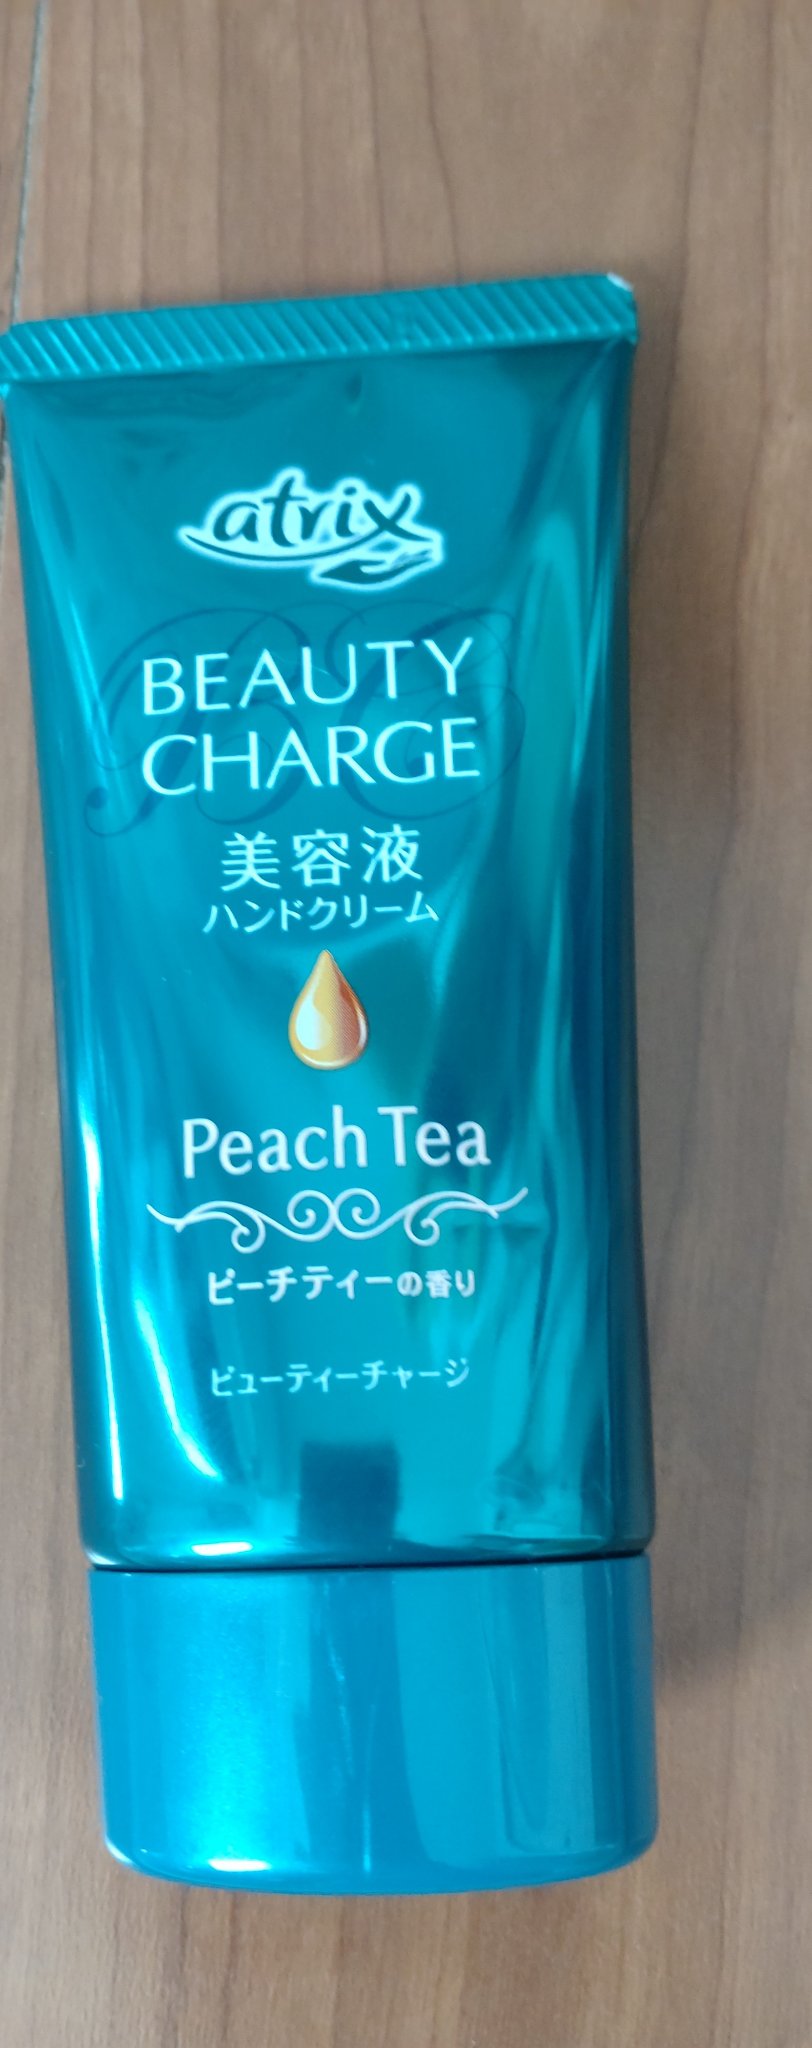 atrix
BEAUTY
CHARGE
美容液
ハンドクリーム
Peach Tea
ピーチティーの香り
ビューティーチャージ